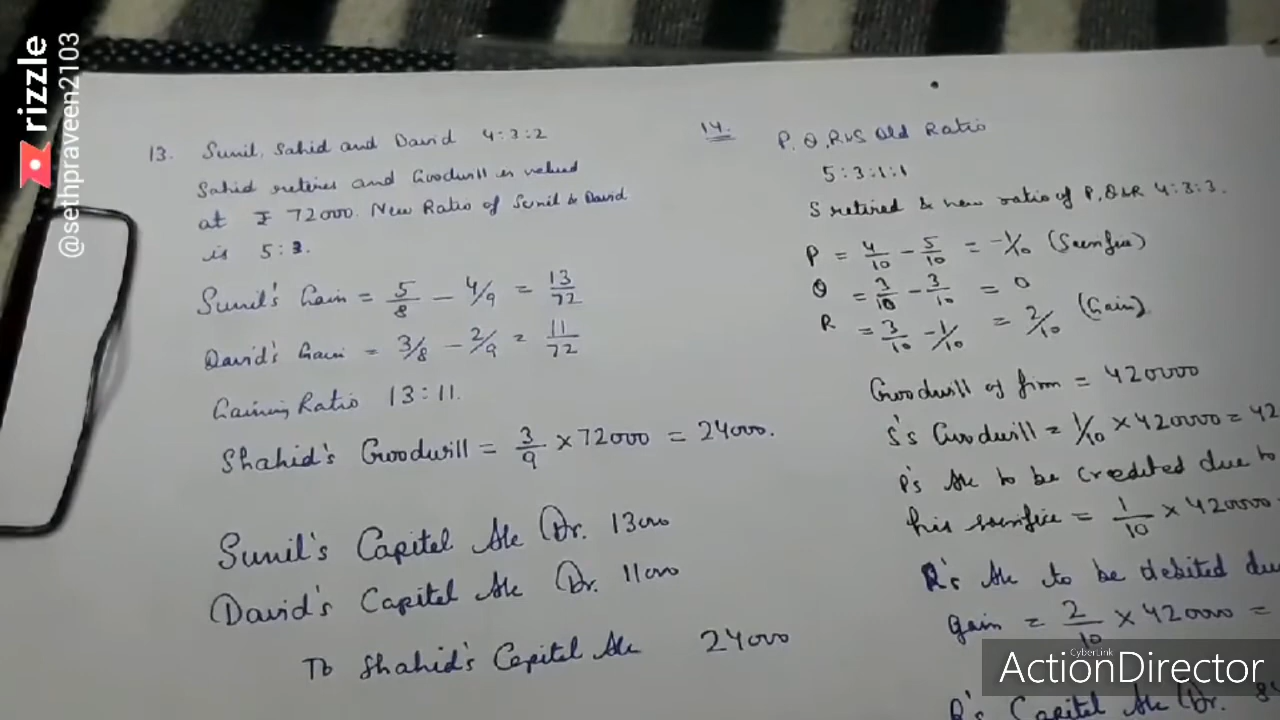 rizzle
@sethpraveen2103
13. Sunil, Sahid and David 4:3:2
Sahid retires and Goodwill is valued
at ₹ 72000. New Ratio of Sunil & David
is 5:3.
Sunil's Gain = 5/8 - 4/9 = 13/72
David's Gain = 3/8 - 2/9 = 11/72
Gaining Ratio 13:11.
Shahid's Goodwill = 3/9 × 72000 = 24000.
Sunil's Capital A/c Dr. 13000
David's Capital A/c Dr. 11000
To Shahid's Capital A/c 24000
14. P, Q, R & S Old Ratio
5:3:1:1
S retired & new ratio of P, Q & R 4:3:3.
P = 4/10 - 5/10 = -1/10 (Sacrifice)
Q = 3/10 - 3/10 = 0
R = 3/10 - 1/10 = 2/10 (Gain)
Goodwill of firm = 420000
S's Goodwill = 1/10 × 420000 = 42
P's A/c to be credited due to
his sacrifice = 1/10 × 420000
R's A/c to be debited du
gain = 2/10 × 420000 =
R's Capital A/c Dr. 84
CyberLink
ActionDirector